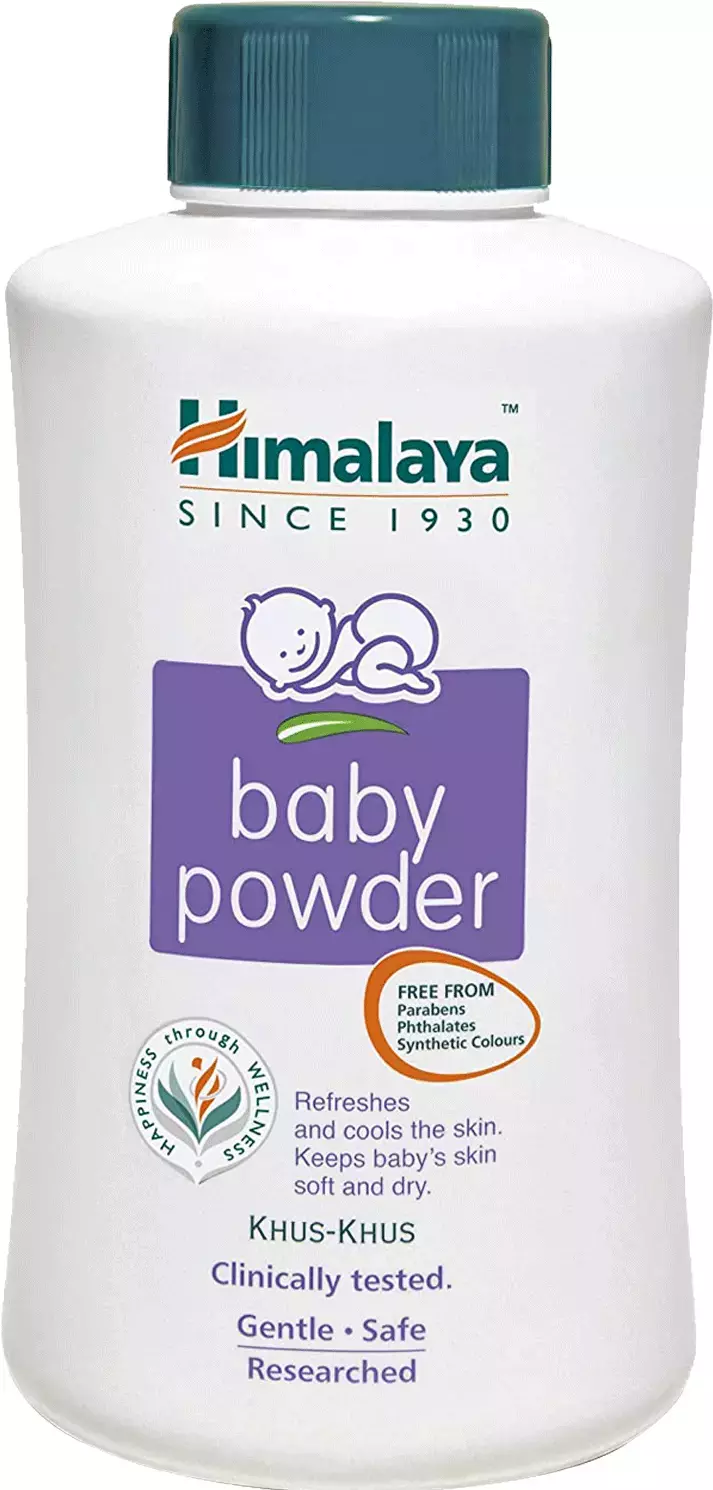 Himalaya™
SINCE 1930
baby
powder
FREE FROM
Parabens
Phthalates
Synthetic Colours
HAPPINESS through WELLNESS
Refreshes
and cools the skin.
Keeps baby's skin
soft and dry.
KHUS-KHUS
Clinically tested.
Gentle • Safe
Researched